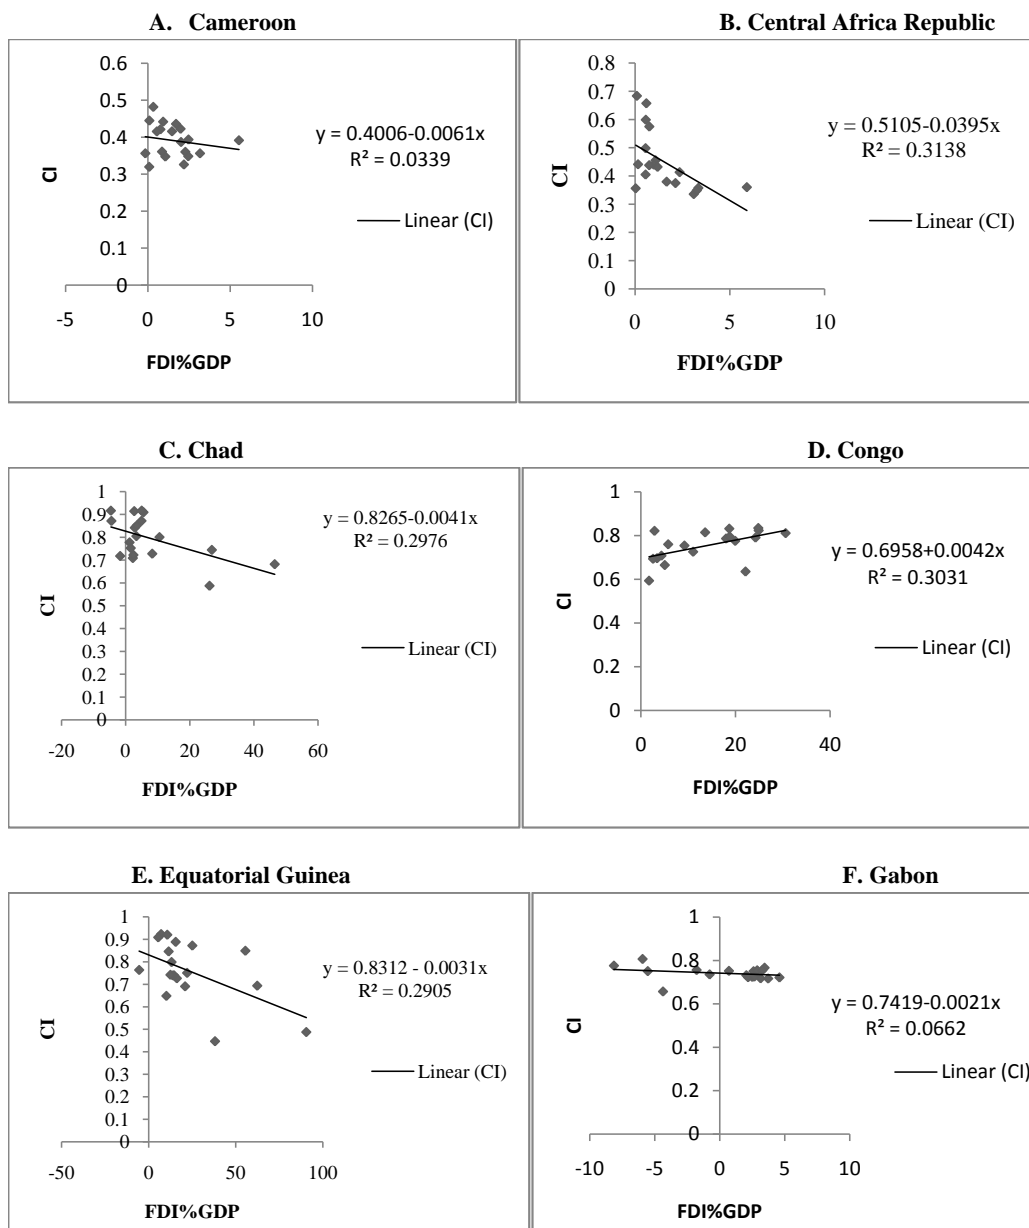 A. Cameroon
0.6
0.5
0.4
0.3
0.2
0.1
0
CI
y = 0.4006-0.0061x
R² = 0.0339
Linear (CI)
-5 0 5 10
FDI%GDP
B. Central Africa Republic
0.8
0.7
0.6
0.5
0.4
0.3
0.2
0.1
0
CI
y = 0.5105-0.0395x
R² = 0.3138
Linear (CI)
0 5 10
FDI%GDP
C. Chad
1
0.9
0.8
0.7
0.6
0.5
0.4
0.3
0.2
0.1
0
CI
y = 0.8265-0.0041x
R² = 0.2976
Linear (CI)
-20 0 20 40 60
FDI%GDP
D. Congo
1
0.8
0.6
0.4
0.2
0
CI
y = 0.6958+0.0042x
R² = 0.3031
Linear (CI)
0 20 40
FDI%GDP
E. Equatorial Guinea
1
0.9
0.8
0.7
0.6
0.5
0.4
0.3
0.2
0.1
0
CI
y = 0.8312 - 0.0031x
R² = 0.2905
Linear (CI)
-50 0 50 100
FDI%GDP
F. Gabon
1
0.8
0.6
0.4
0.2
0
CI
y = 0.7419-0.0021x
R² = 0.0662
Linear (CI)
-10 -5 0 5 10
FDI%GDP